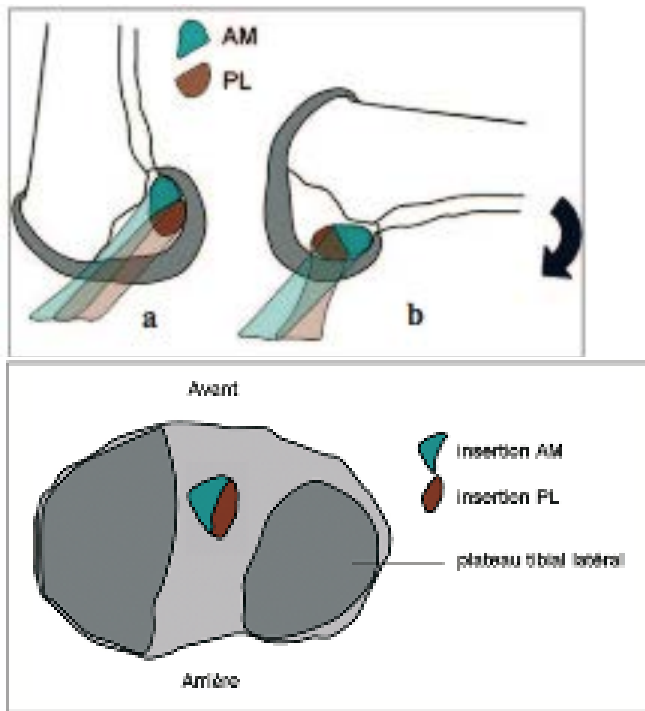 AM
PL
a
b
Avant
insertion AM
insertion PL
plateau tibial latéral
Arrière